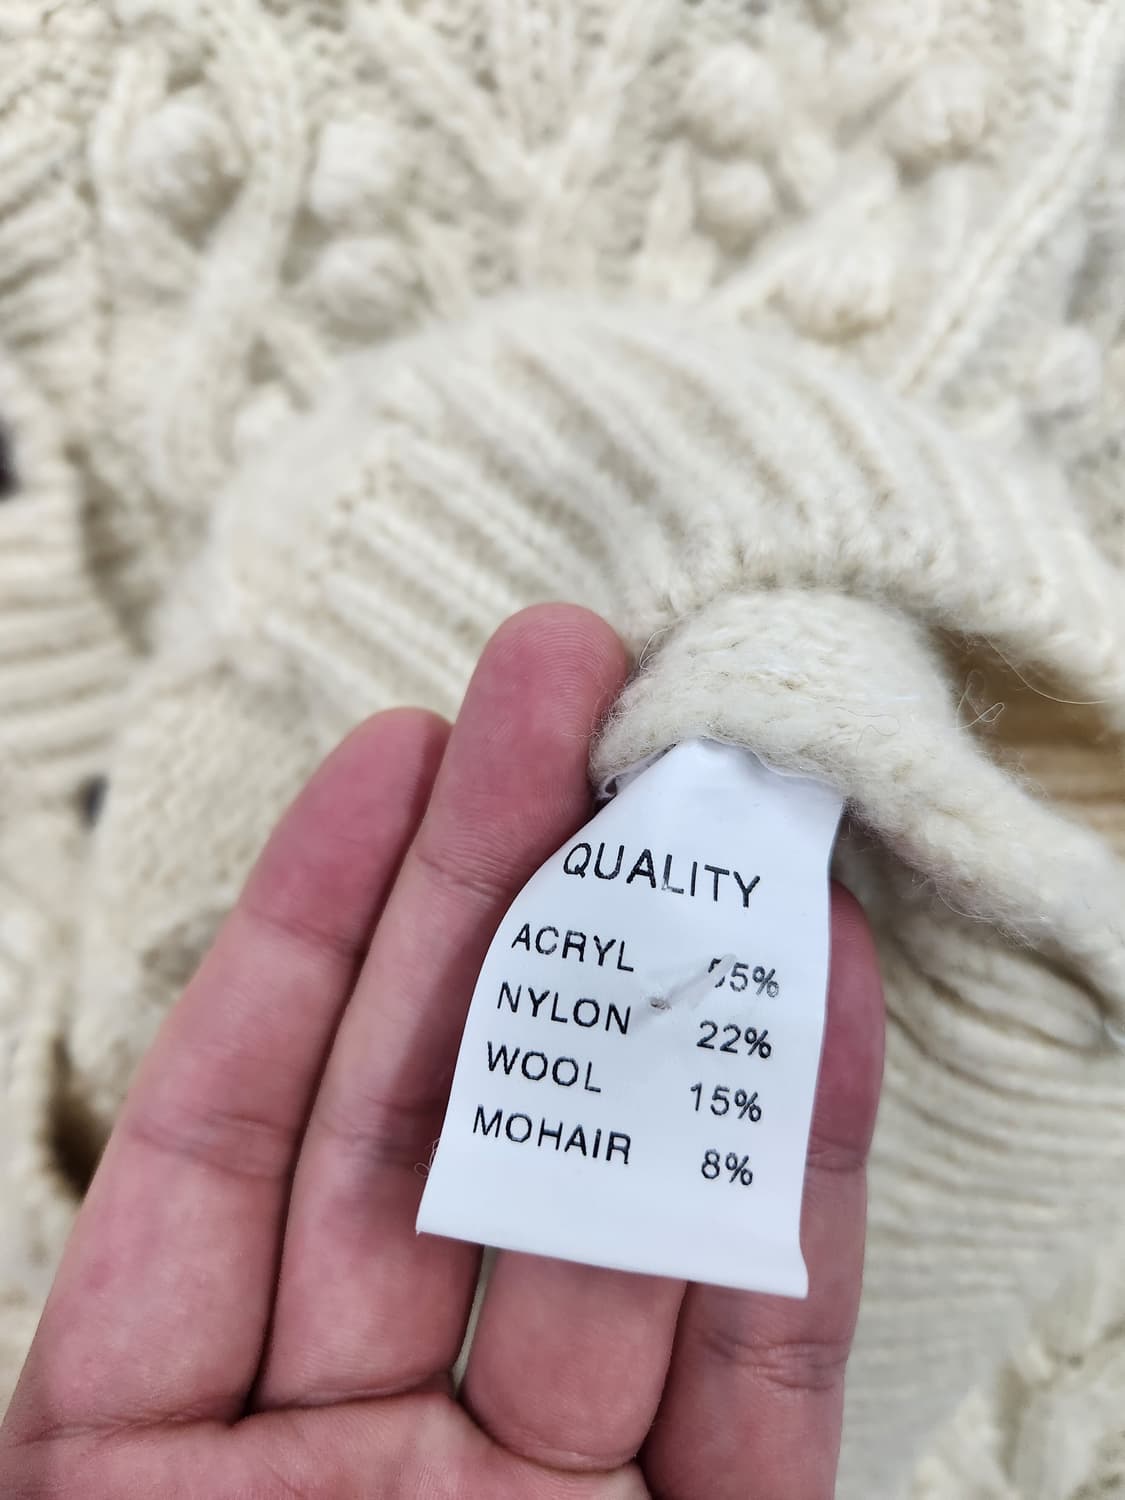 QUALITY
ACRYL 55%
NYLON 22%
WOOL 15%
MOHAIR 8%